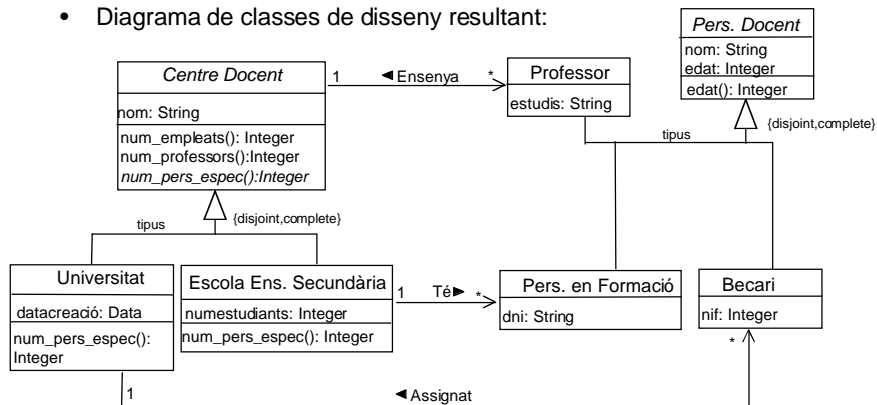 • Diagrama de classes de disseny resultant:
Pers. Docent
nom: String
edat: Integer
edat(): Integer
Centre Docent
nom: String
num_empleats(): Integer
num_professors():Integer
num_pers_espec():Integer
1 ◄Ensenya *
Professor
estudis: String
tipus {disjoint,complete}
tipus {disjoint,complete}
Universitat
datacreació: Data
num_pers_espec():
Integer
Escola Ens. Secundària
numestudiants: Integer
num_pers_espec(): Integer
1 Té► *
Pers. en Formació
dni: String
Becari
nif: Integer
*
1 ◄Assignat